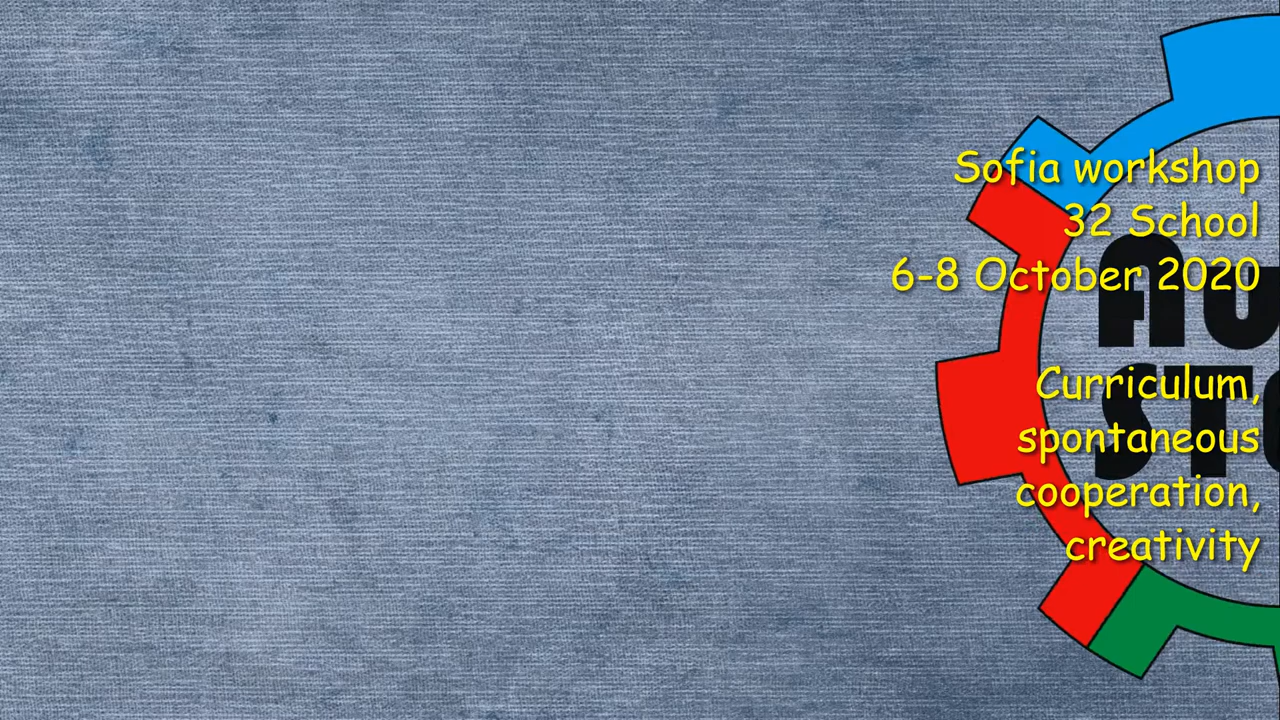 Sofia workshop
32 School
6-8 October 2020
Curriculum,
spontaneous
cooperation,
creativity